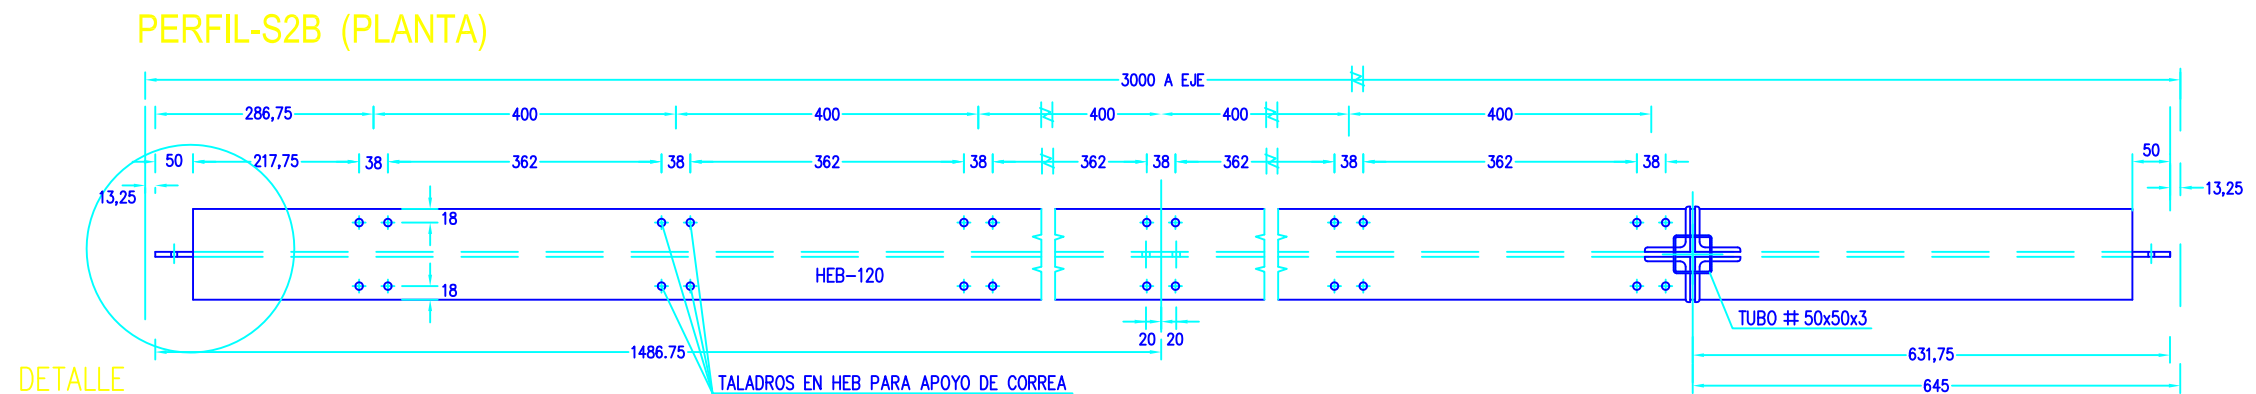 PERFIL-S2B (PLANTA)
3000 A EJE
286,75 400 400 400 400 400
50 217,75 38 362 38 362 38 362 38 362 38 362 38 50
13,25 13,25
18
HEB-120
18
TUBO # 50x50x3
20 20
1486.75 631,75
DETALLE TALADROS EN HEB PARA APOYO DE CORREA 645